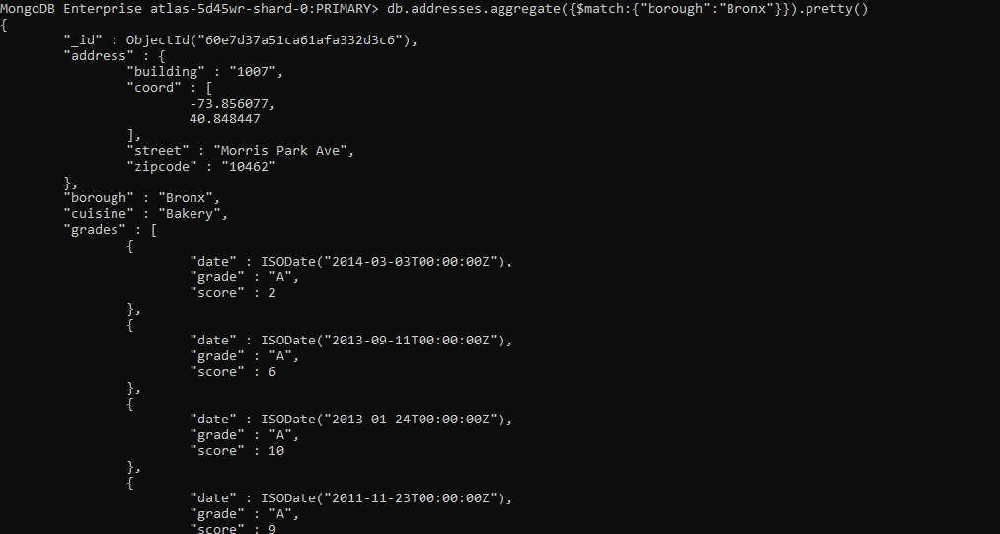 MongoDB Enterprise atlas-5d45wr-shard-0:PRIMARY> db.addresses.aggregate({$match:{"borough":"Bronx"}}).pretty()
{
        "_id" : ObjectId("60e7d37a51ca61afa332d3c6"),
        "address" : {
                "building" : "1007",
                "coord" : [
                        -73.856077,
                        40.848447
                ],
                "street" : "Morris Park Ave",
                "zipcode" : "10462"
        },
        "borough" : "Bronx",
        "cuisine" : "Bakery",
        "grades" : [
                {
                        "date" : ISODate("2014-03-03T00:00:00Z"),
                        "grade" : "A",
                        "score" : 2
                },
                {
                        "date" : ISODate("2013-09-11T00:00:00Z"),
                        "grade" : "A",
                        "score" : 6
                },
                {
                        "date" : ISODate("2013-01-24T00:00:00Z"),
                        "grade" : "A",
                        "score" : 10
                },
                {
                        "date" : ISODate("2011-11-23T00:00:00Z"),
                        "grade" : "A",
                        "score" : 9